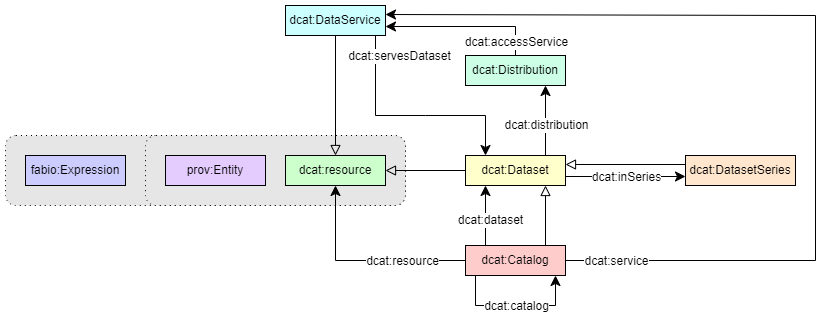 dcat:DataService
dcat:accessService
dcat:servesDataset
dcat:Distribution
dcat:distribution
fabio:Expression
prov:Entity
dcat:resource
dcat:Dataset
dcat:DatasetSeries
dcat:inSeries
dcat:dataset
dcat:resource
dcat:Catalog
dcat:service
dcat:catalog